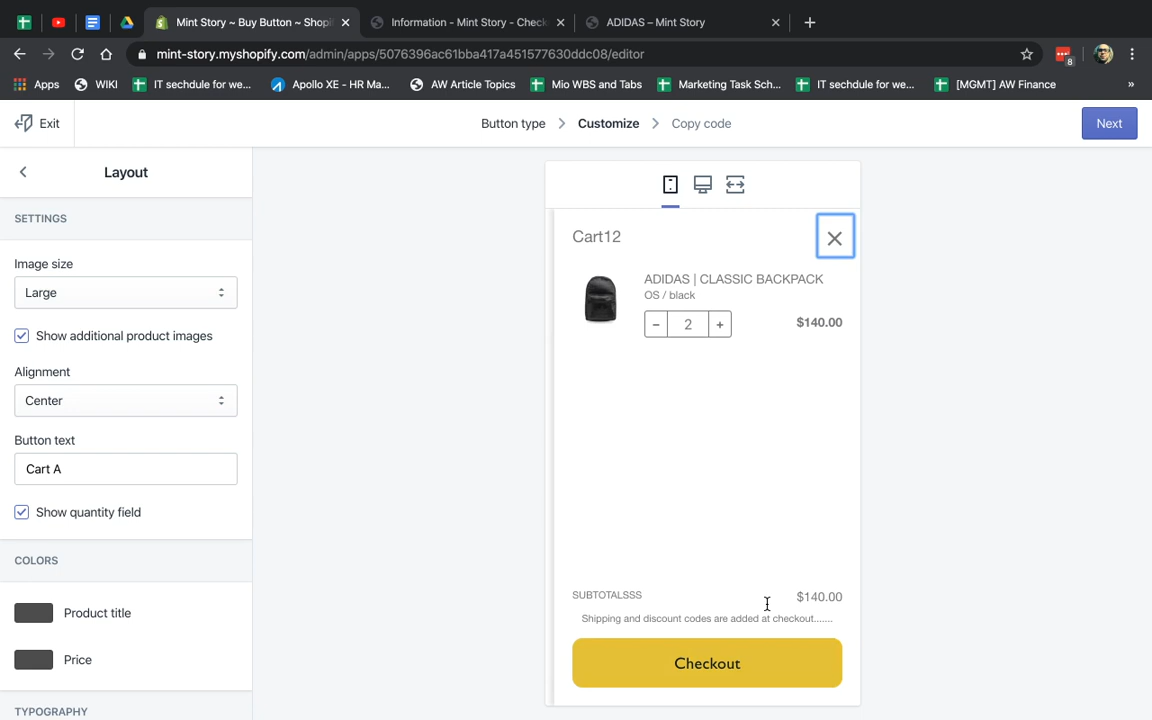 Mint Story ~ Buy Button ~ Shopi
Information - Mint Story - Check
ADIDAS – Mint Story
mint-story.myshopify.com/admin/apps/5076396ac61bba417a451577630ddc08/editor
8
Apps
WIKI
IT sechdule for we...
Apollo XE - HR Ma...
AW Article Topics
Mio WBS and Tabs
Marketing Task Sch...
IT sechdule for we...
[MGMT] AW Finance
»
Exit
Button type
Customize
Copy code
Next
Layout
SETTINGS
Image size
Large
Show additional product images
Alignment
Center
Button text
Cart A
Show quantity field
COLORS
Product title
Price
TYPOGRAPHY
Cart12
ADIDAS | CLASSIC BACKPACK
OS / black
- 2 +
$140.00
SUBTOTALSSS
$140.00
Shipping and discount codes are added at checkout.......
Checkout